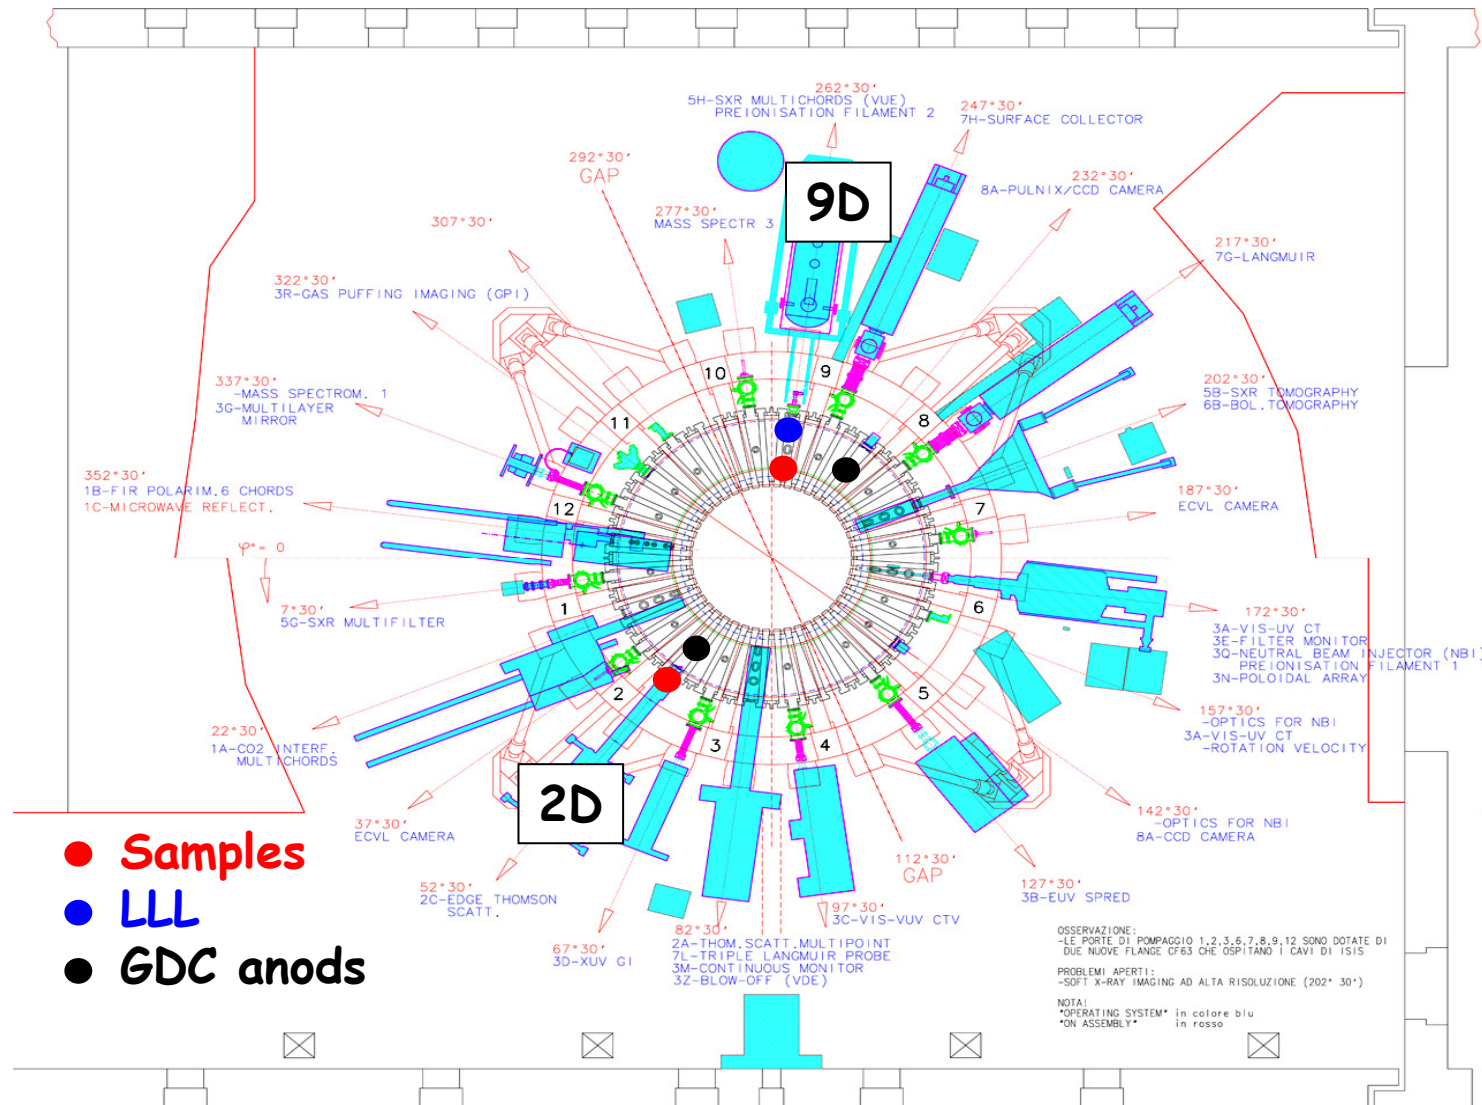 262°30'
5H-SXR MULTICHORDS (VUE)
PREIONISATION FILAMENT 2
247°30'
7H-SURFACE COLLECTOR
292°30'
GAP
232°30'
8A-PULNIX/CCD CAMERA
9D
277°30'
MASS SPECTR 3
307°30'
217°30'
7G-LANGMUIR
322°30'
3R-GAS PUFFING IMAGING (GPI)
10
9
337°30'
-MASS SPECTROM. 1
3G-MULTILAYER
MIRROR
202°30'
5B-SXR TOMOGRAPHY
6B-BOL.TOMOGRAPHY
11
8
352°30'
1B-FIR POLARIM.6 CHORDS
1C-MICROWAVE REFLECT.
187°30'
ECVL CAMERA
12
7
φ°= 0
7°30'
5G-SXR MULTIFILTER
1
6
172°30'
3A-VIS-UV CT
3E-FILTER MONITOR
3Q-NEUTRAL BEAM INJECTOR (NBI)
PREIONISATION FILAMENT 1
3N-POLOIDAL ARRAY
2
5
157°30'
-OPTICS FOR NBI
3A-VIS-UV CT
-ROTATION VELOCITY
22°30'
1A-CO2 INTERF.
MULTICHORDS
3
4
2D
37°30'
ECVL CAMERA
142°30'
-OPTICS FOR NBI
8A-CCD CAMERA
Samples
112°30'
GAP
52°30'
2C-EDGE THOMSON
SCATT.
127°30'
3B-EUV SPRED
LLL
97°30'
3C-VIS-VUV CTV
67°30'
3D-XUV GI
82°30'
2A-THOM.SCATT.MULTIPOINT
7L-TRIPLE LANGMUIR PROBE
3M-CONTINUOUS MONITOR
3Z-BLOW-OFF (VDE)
GDC anods
OSSERVAZIONE:
-LE PORTE DI POMPAGGIO 1,2,3,6,7,8,9,12 SONO DOTATE DI
DUE NUOVE FLANGE CF63 CHE OSPITANO I CAVI DI ISIS
PROBLEMI APERTI:
-SOFT X-RAY IMAGING AD ALTA RISOLUZIONE (202° 30')
NOTA!
"OPERATING SYSTEM" in colore blu
"ON ASSEMBLY" in rosso